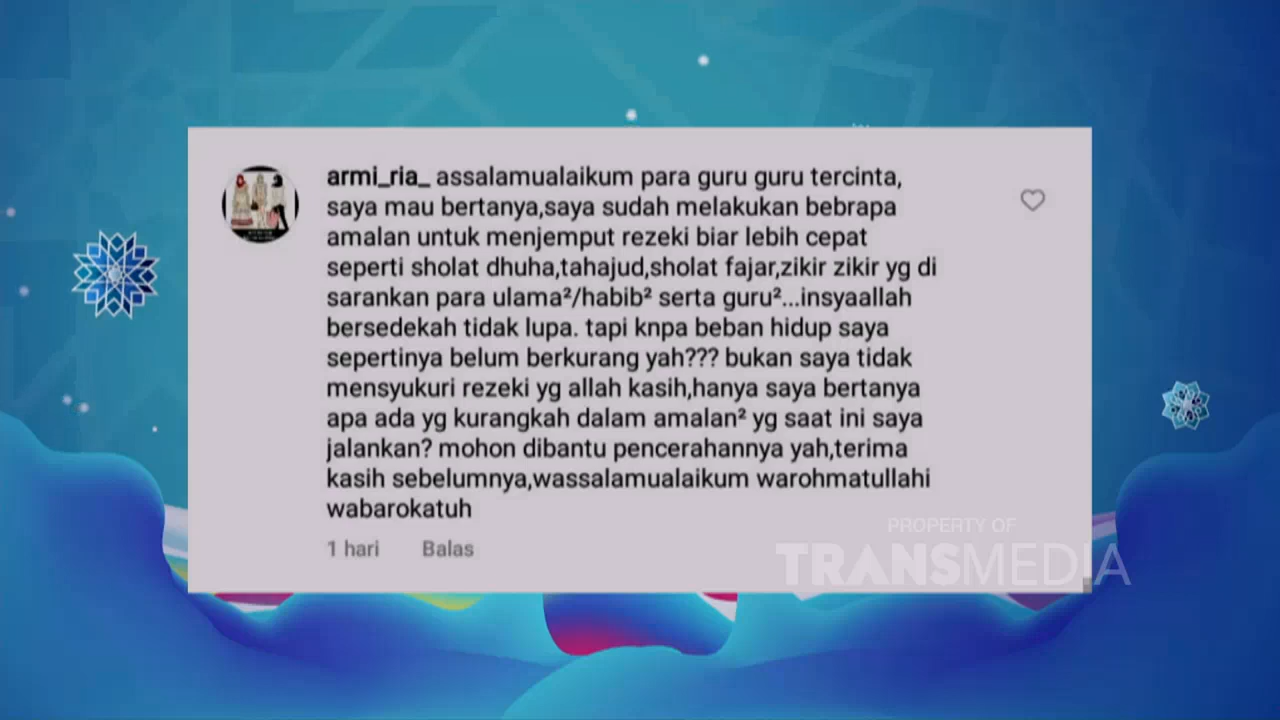 armi_ria_ assalamualaikum para guru guru tercinta,
saya mau bertanya,saya sudah melakukan bebrapa
amalan untuk menjemput rezeki biar lebih cepat
seperti sholat dhuha,tahajud,sholat fajar,zikir zikir yg di
sarankan para ulama²/habib² serta guru²...insyaallah
bersedekah tidak lupa. tapi knpa beban hidup saya
sepertinya belum berkurang yah??? bukan saya tidak
mensyukuri rezeki yg allah kasih,hanya saya bertanya
apa ada yg kurangkah dalam amalan² yg saat ini saya
jalankan? mohon dibantu pencerahannya yah,terima
kasih sebelumnya,wassalamualaikum warohmatullahi
wabarokatuh
1 hari Balas
PROPERTY OF
TRANSMEDIA